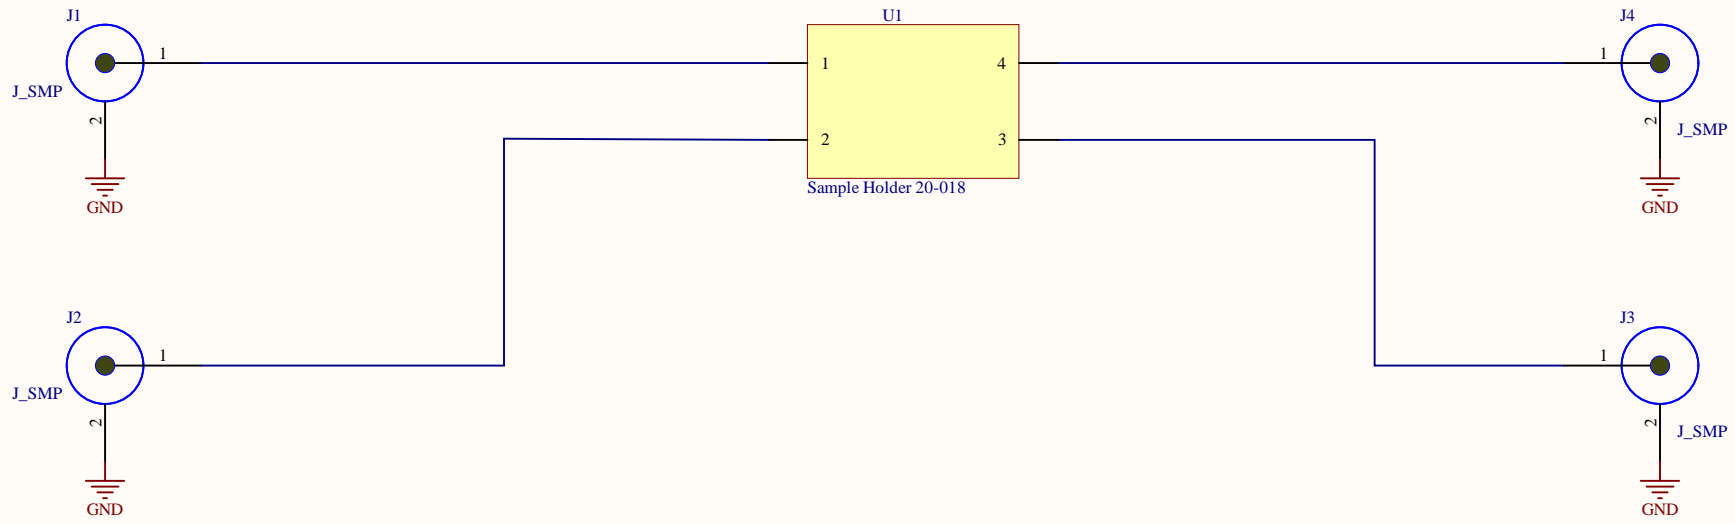 J1
U1
J4
1
1
4
1
J_SMP
2
2
3
2
J_SMP
Sample Holder 20-018
GND
GND
J2
J3
1
1
J_SMP
2
2
J_SMP
GND
GND